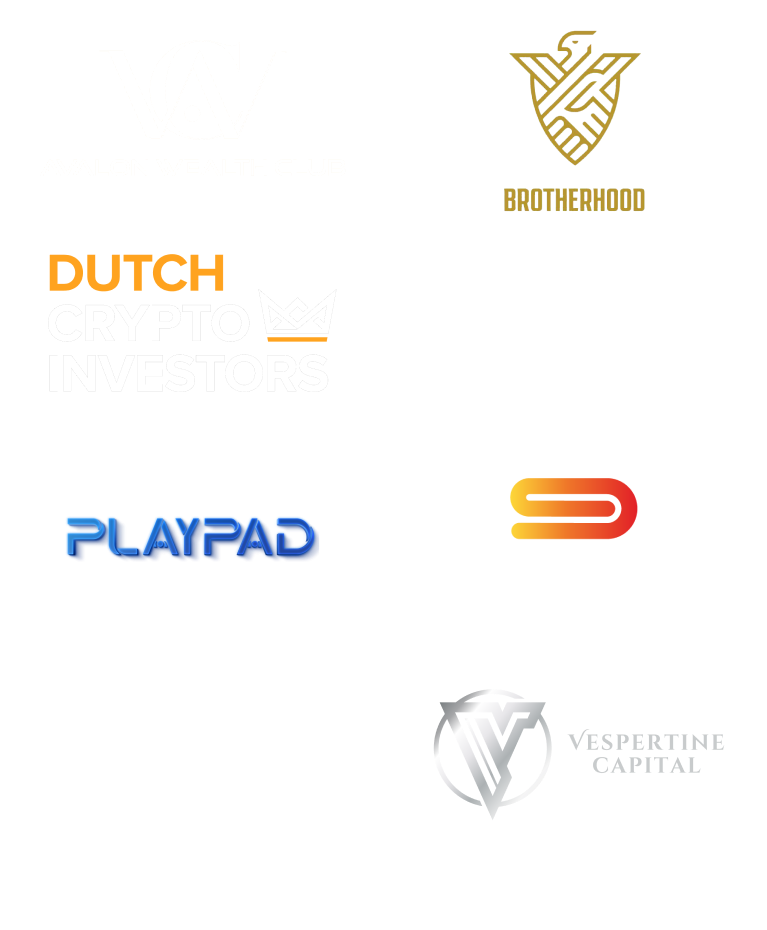 BROTHERHOOD
DUTCH
CRYPTO
INVESTORS
PLAYPAD
VESPERTINE
CAPITAL